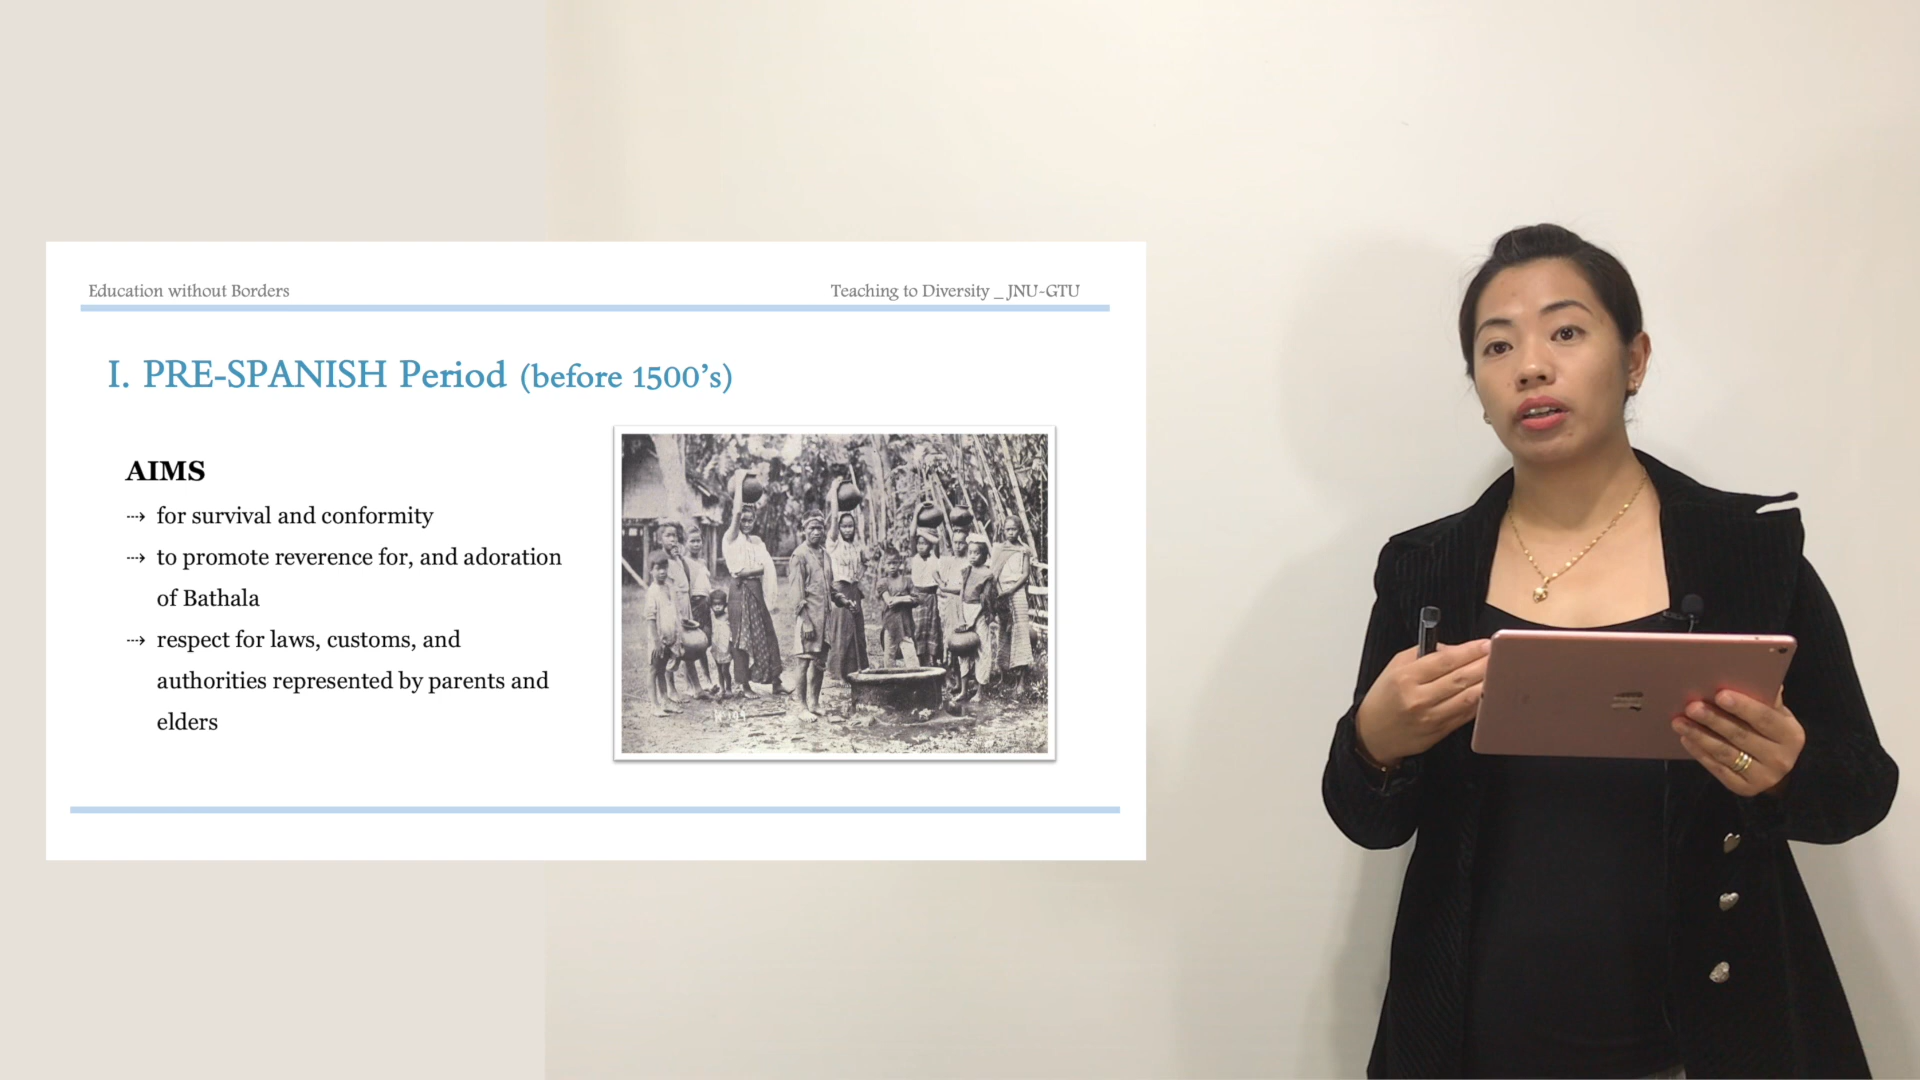 Education without Borders
Teaching to Diversity _ JNU-GTU
I. PRE-SPANISH Period (before 1500's)
AIMS
⇢ for survival and conformity
⇢ to promote reverence for, and adoration
of Bathala
⇢ respect for laws, customs, and
authorities represented by parents and
elders